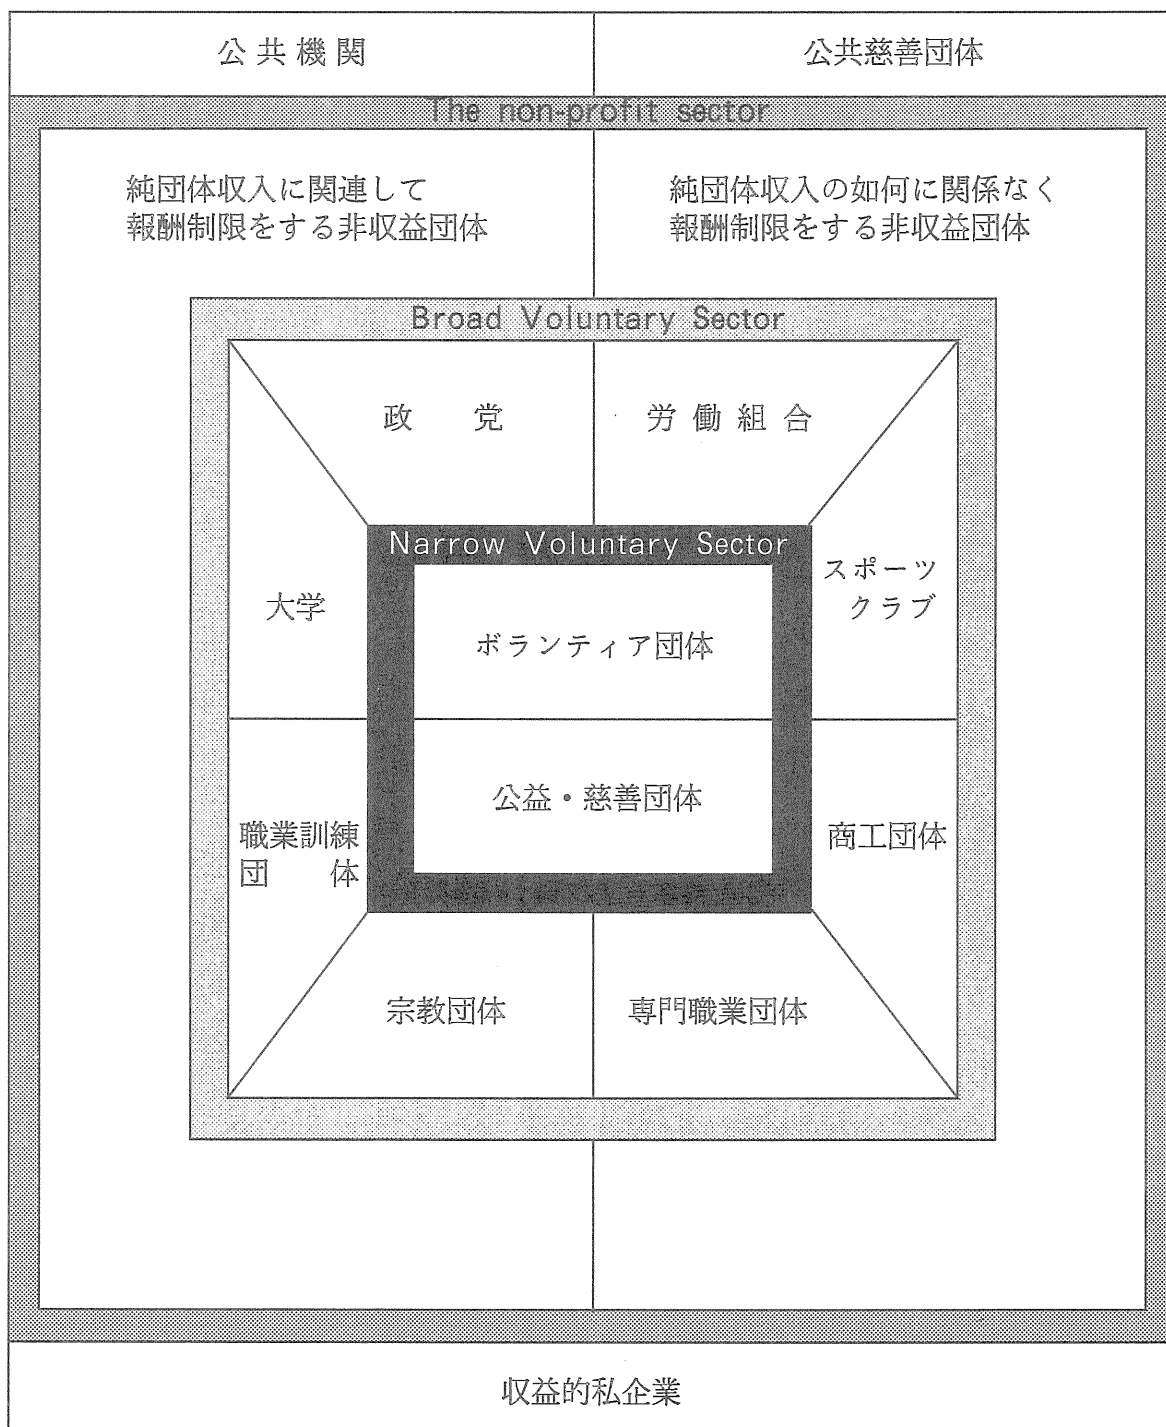 公共機関
公共慈善団体
The non-profit sector
純団体収入に関連して
報酬制限をする非収益団体
純団体収入の如何に関係なく
報酬制限をする非収益団体
Broad Voluntary Sector
政党
労働組合
Narrow Voluntary Sector
大学
スポーツ
クラブ
ボランティア団体
公益・慈善団体
職業訓練
団体
商工団体
宗教団体
専門職業団体
収益的私企業